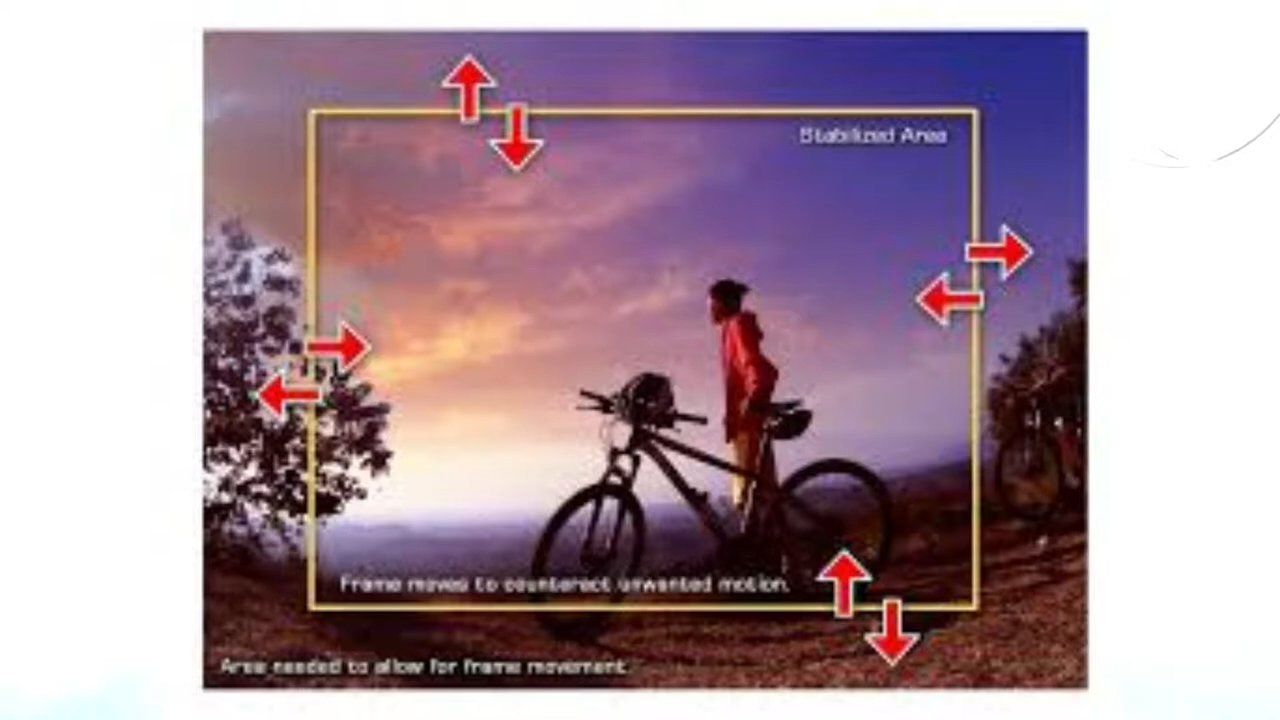 Stabilized Area
Frame moves to counteract unwanted motion.
Area needed to allow for frame movement.